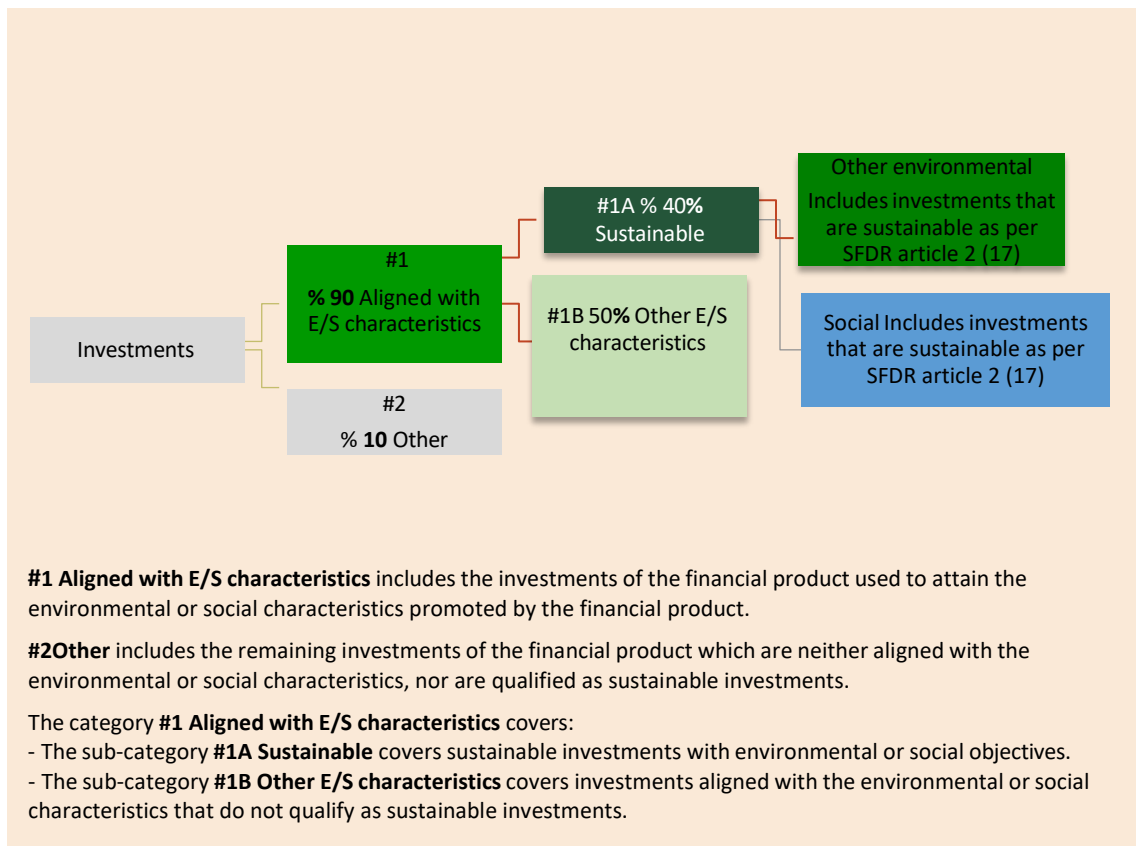 Investments
#1
% 90 Aligned with
E/S characteristics
#2
% 10 Other
#1A % 40%
Sustainable
#1B 50% Other E/S
characteristics
Other environmental
Includes investments that
are sustainable as per
SFDR article 2 (17)
Social Includes investments
that are sustainable as per
SFDR article 2 (17)
#1 Aligned with E/S characteristics includes the investments of the financial product used to attain the
environmental or social characteristics promoted by the financial product.
#2Other includes the remaining investments of the financial product which are neither aligned with the
environmental or social characteristics, nor are qualified as sustainable investments.
The category #1 Aligned with E/S characteristics covers:
- The sub-category #1A Sustainable covers sustainable investments with environmental or social objectives.
- The sub-category #1B Other E/S characteristics covers investments aligned with the environmental or social
characteristics that do not qualify as sustainable investments.